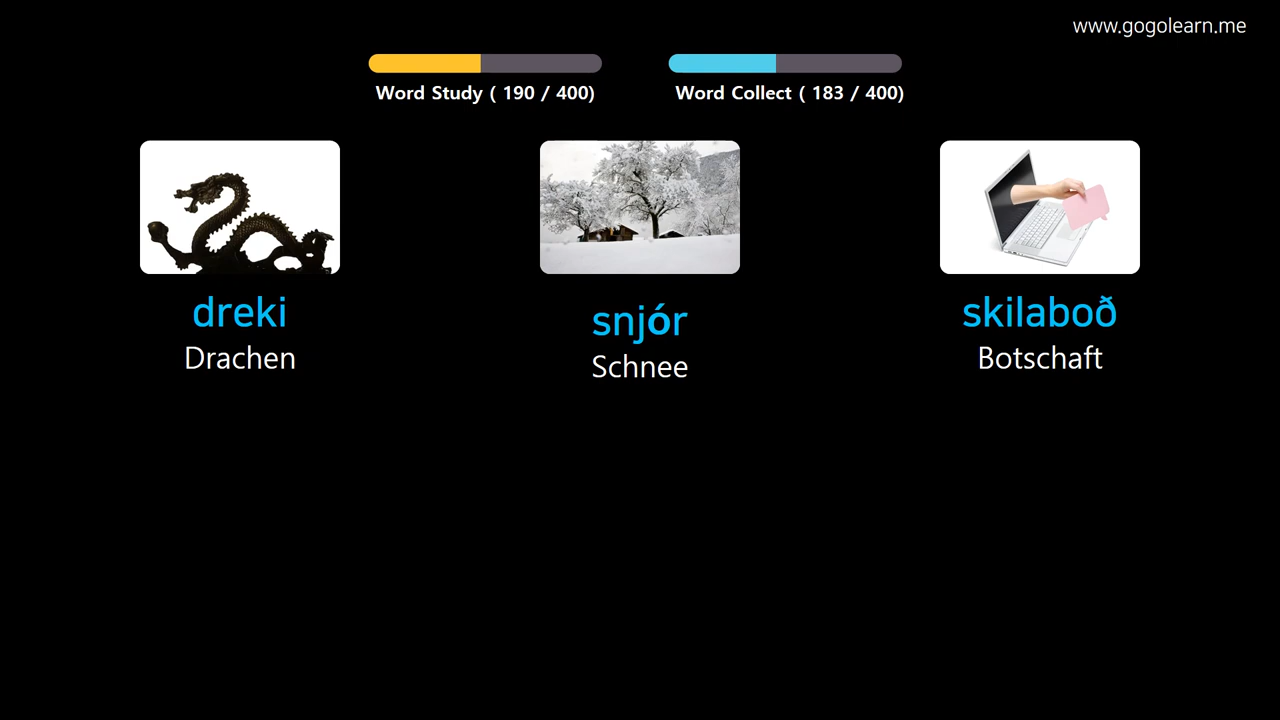 www.gogolearn.me
Word Study ( 190 / 400)
Word Collect ( 183 / 400)
dreki
Drachen
snjór
Schnee
skilaboð
Botschaft